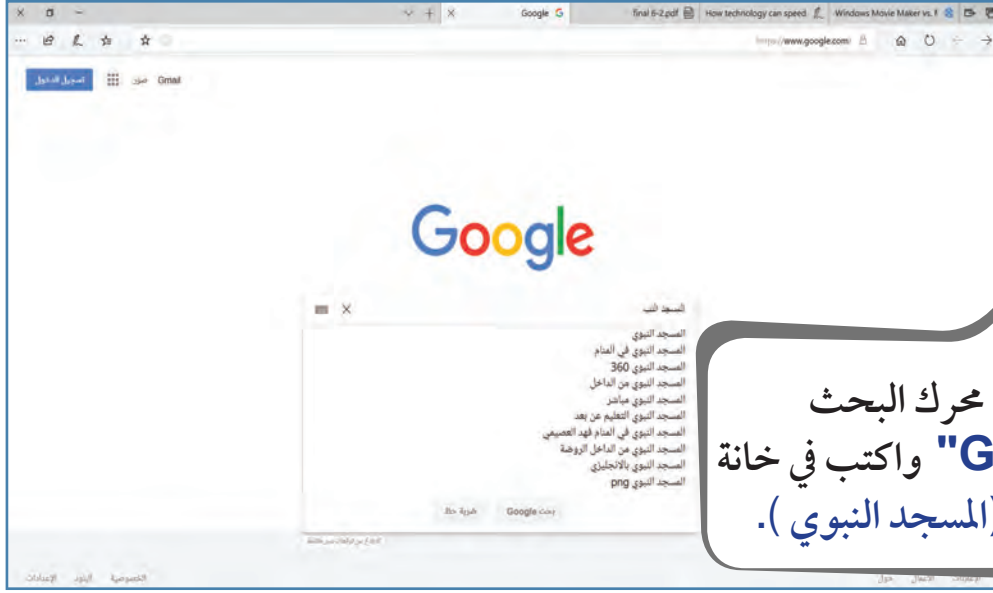 Google
final 6-2.pdf
How technology can speed
Windows Movie Maker vs. f
https://www.google.com/
Gmail
صور
تسجيل الدخول
Google
المسجد النب
المسجد النبوي
المسجد النبوي في المنام
المسجد النبوي 360
المسجد النبوي من الداخل
المسجد النبوي مباشر
المسجد النبوي التعليم عن بعد
المسجد النبوي في المنام فهد العصيمي
المسجد النبوي من الداخل الروضة
المسجد النبوي بالانجليزي
المسجد النبوي png
بحث Google
ضربة حظ
محرك البحث
G" واكتب في خانة
(المسجد النبوي ).
الإعلانات
الأعمال
حول
الخصوصية
البنود
الإعدادات